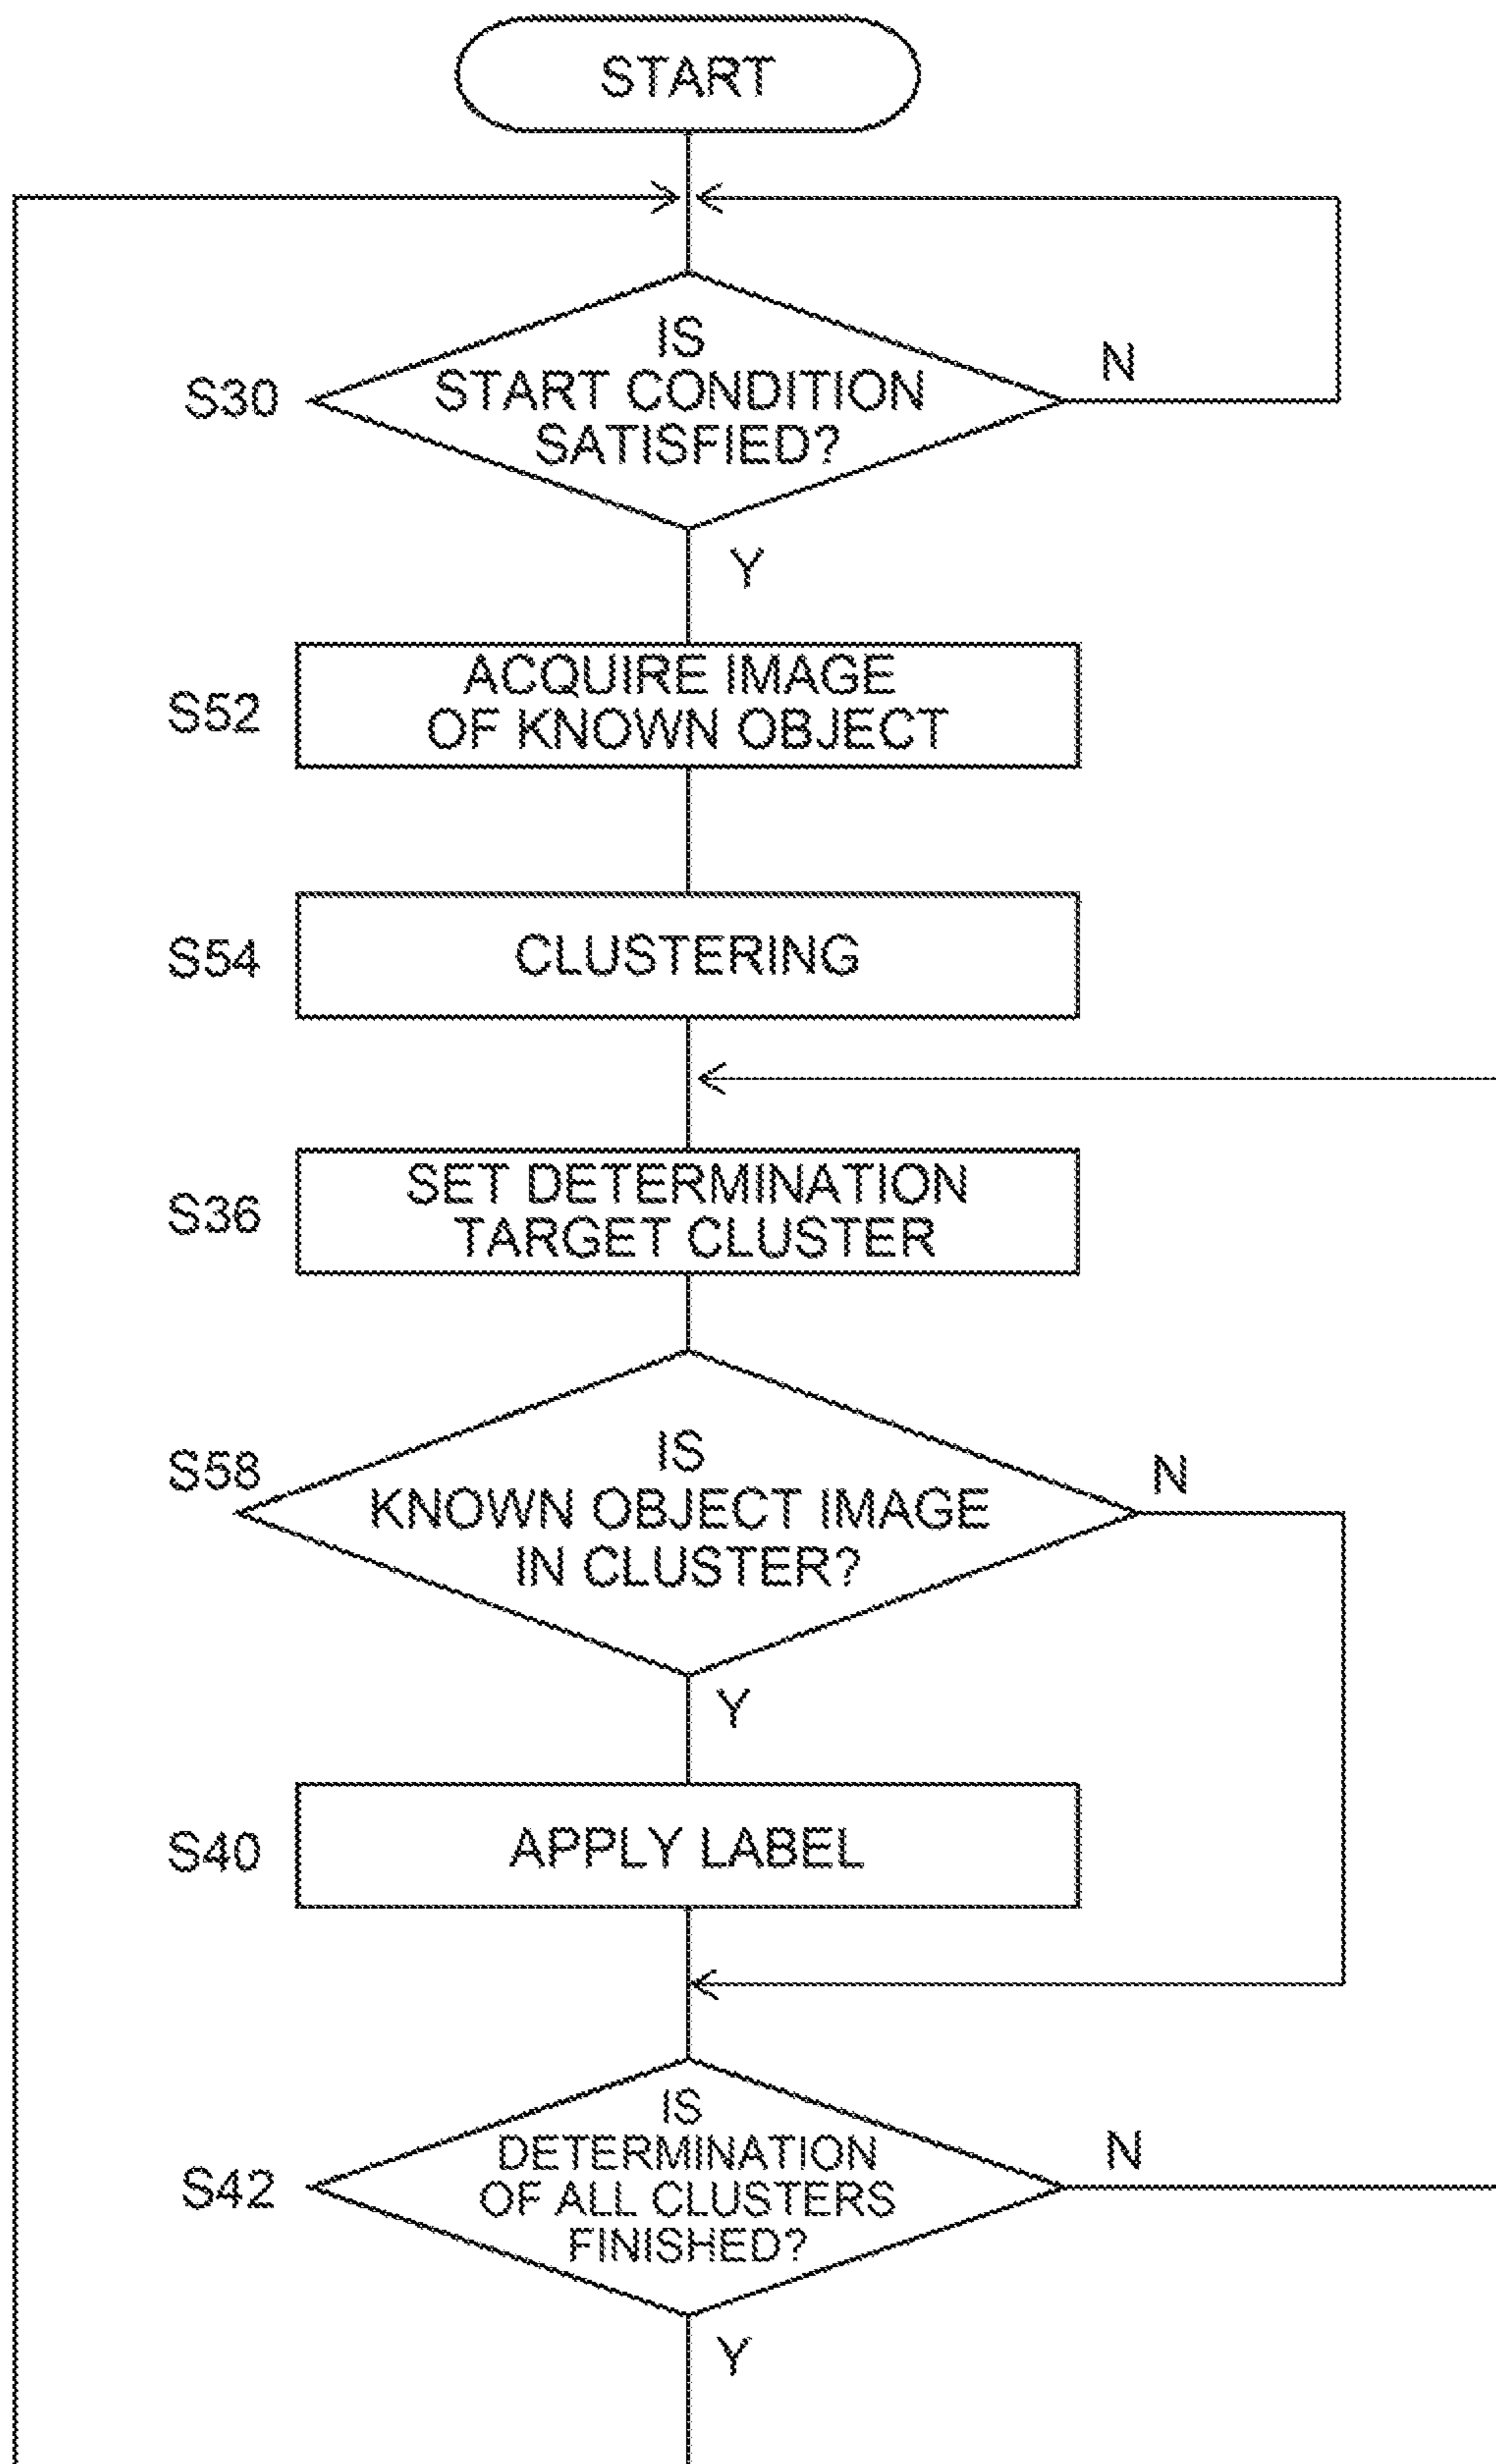 START
IS
START CONDITION
SATISFIED?
N
S30
Y
ACQUIRE IMAGE
OF KNOWN OBJECT
S52
S54
CLUSTERING
SET DETERMINATION
TARGET CLUSTER
S36
IS
KNOWN OBJECT IMAGE
IN CLUSTER?
S58
N
Y
S40
APPLY LABEL
IS
DETERMINATION
OF ALL CLUSTERS
FINISHED?
S42
N
Y